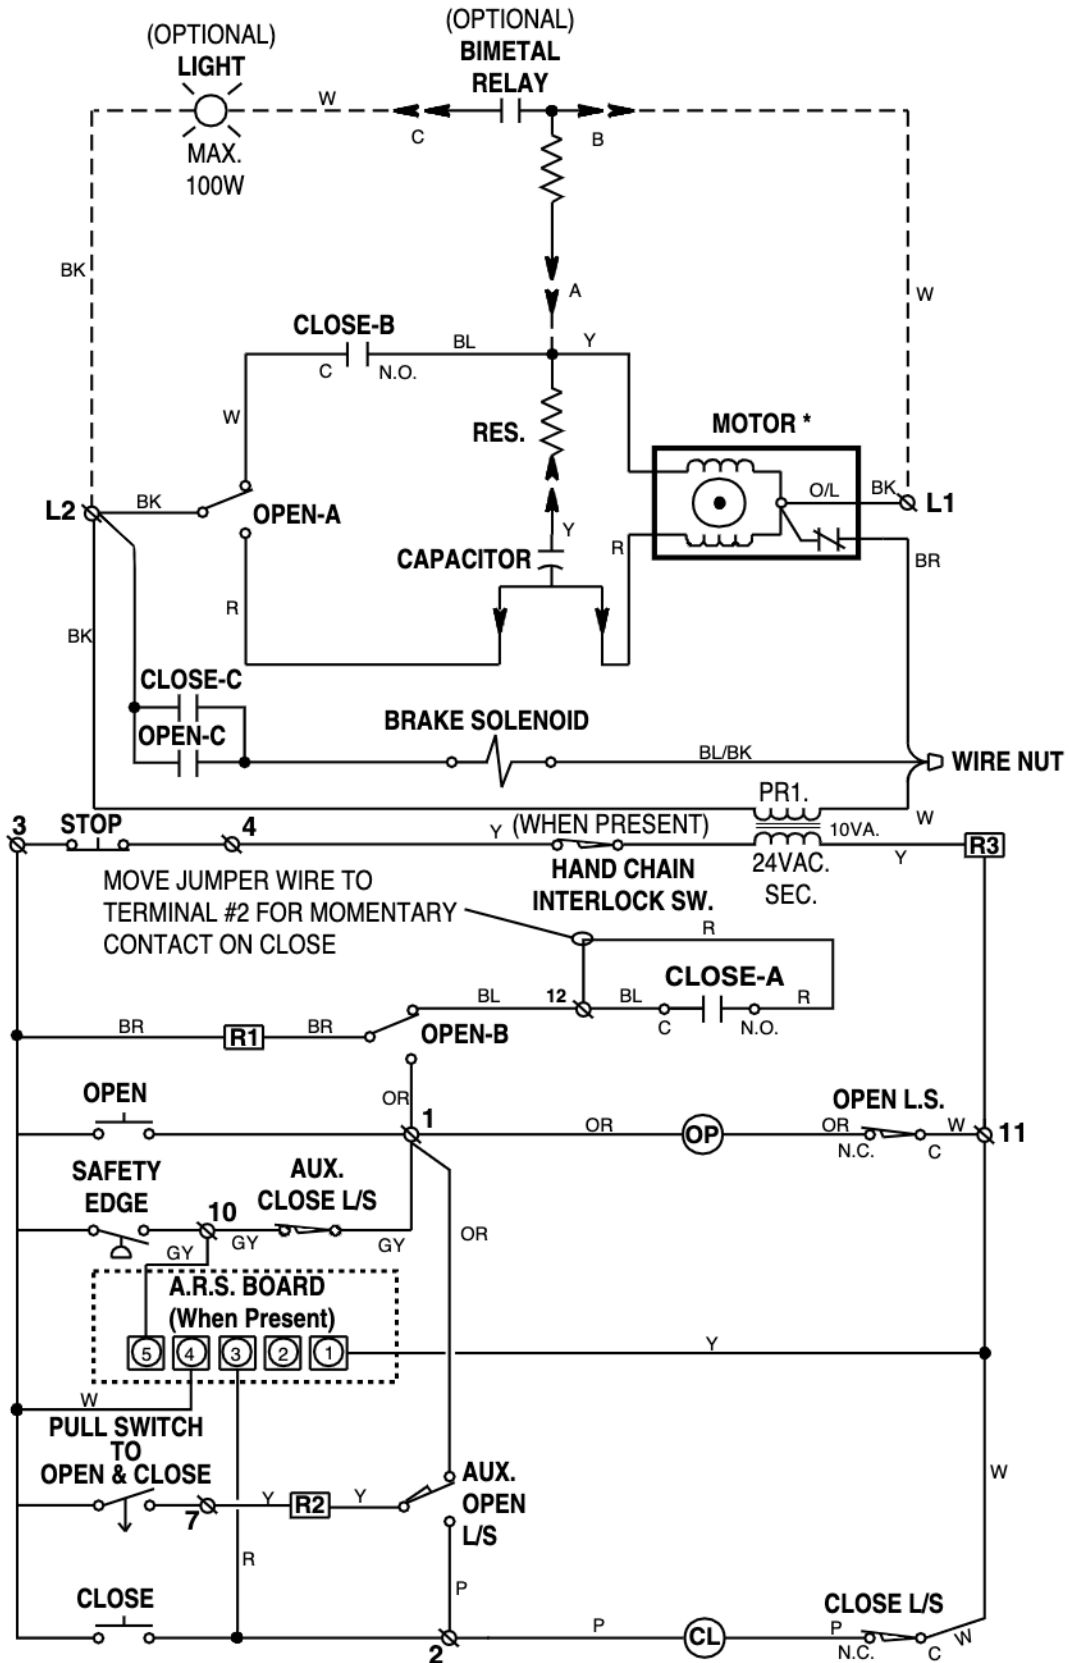 (OPTIONAL)
LIGHT
(OPTIONAL)
BIMETAL
RELAY
W
C
B
MAX.
100W
BK
A
W
CLOSE-B
BL
Y
C
N.O.
W
RES.
MOTOR *
L2
BK
OPEN-A
O/L
BK
L1
Y
CAPACITOR
R
BR
R
BK
CLOSE-C
OPEN-C
BRAKE SOLENOID
BL/BK
WIRE NUT
PR1.
W
3
STOP
4
Y
(WHEN PRESENT)
10VA.
R3
Y
HAND CHAIN
INTERLOCK SW.
24VAC.
SEC.
MOVE JUMPER WIRE TO
TERMINAL #2 FOR MOMENTARY
CONTACT ON CLOSE
R
CLOSE-A
BL
12
BL
R
C
N.O.
BR
R1
BR
OPEN-B
OPEN
OR
1
OR
OP
OPEN L.S.
OR
W
11
N.C.
C
SAFETY
EDGE
10
AUX.
CLOSE L/S
GY
GY
GY
OR
A.R.S. BOARD
(When Present)
5
4
3
2
1
Y
W
PULL SWITCH
TO
OPEN & CLOSE
7
Y
R2
Y
AUX.
OPEN
L/S
W
R
P
CLOSE
2
P
CL
CLOSE L/S
P
N.C.
C
W